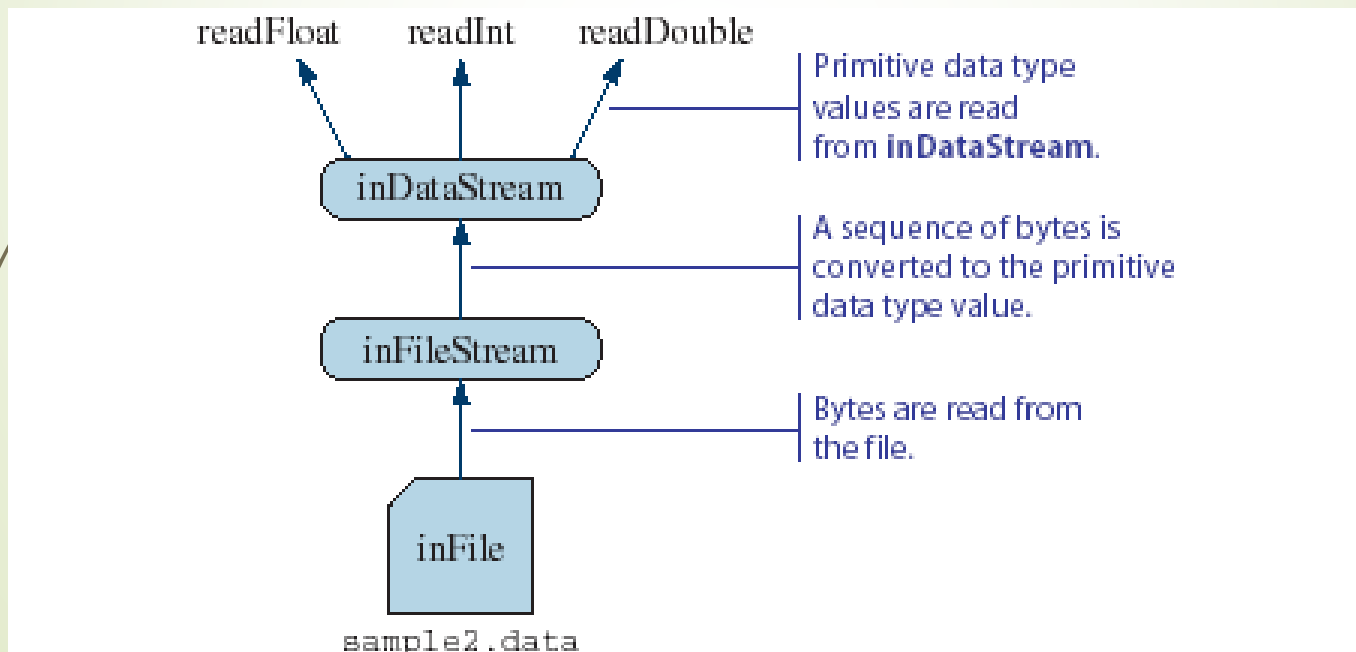 readFloat readInt readDouble
Primitive data type
values are read
from inDataStream.
inDataStream
A sequence of bytes is
converted to the primitive
data type value.
inFileStream
Bytes are read from
the file.
inFile
sample2.data